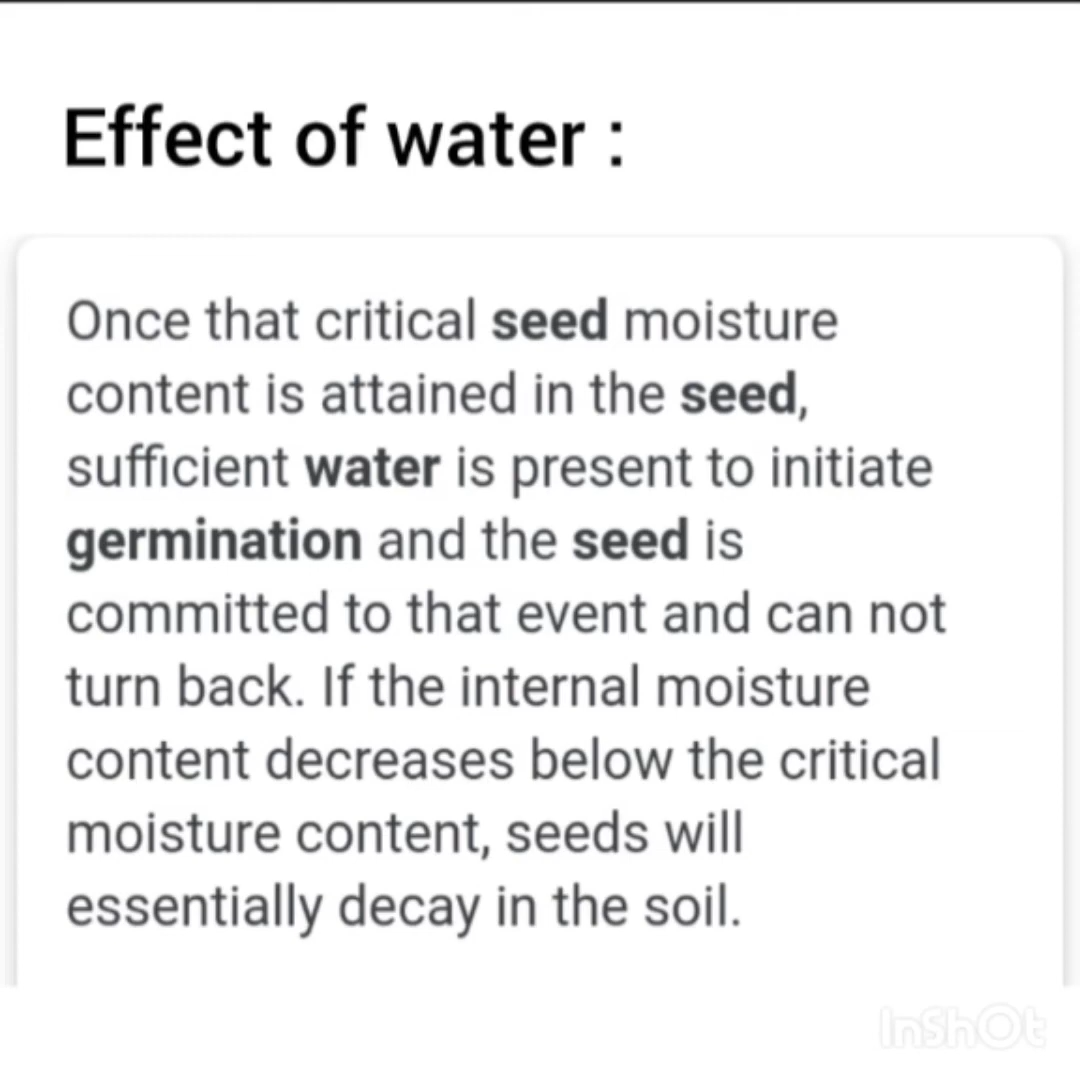 Effect of water :
Once that critical seed moisture
content is attained in the seed,
sufficient water is present to initiate
germination and the seed is
committed to that event and can not
turn back. If the internal moisture
content decreases below the critical
moisture content, seeds will
essentially decay in the soil.
InShOt